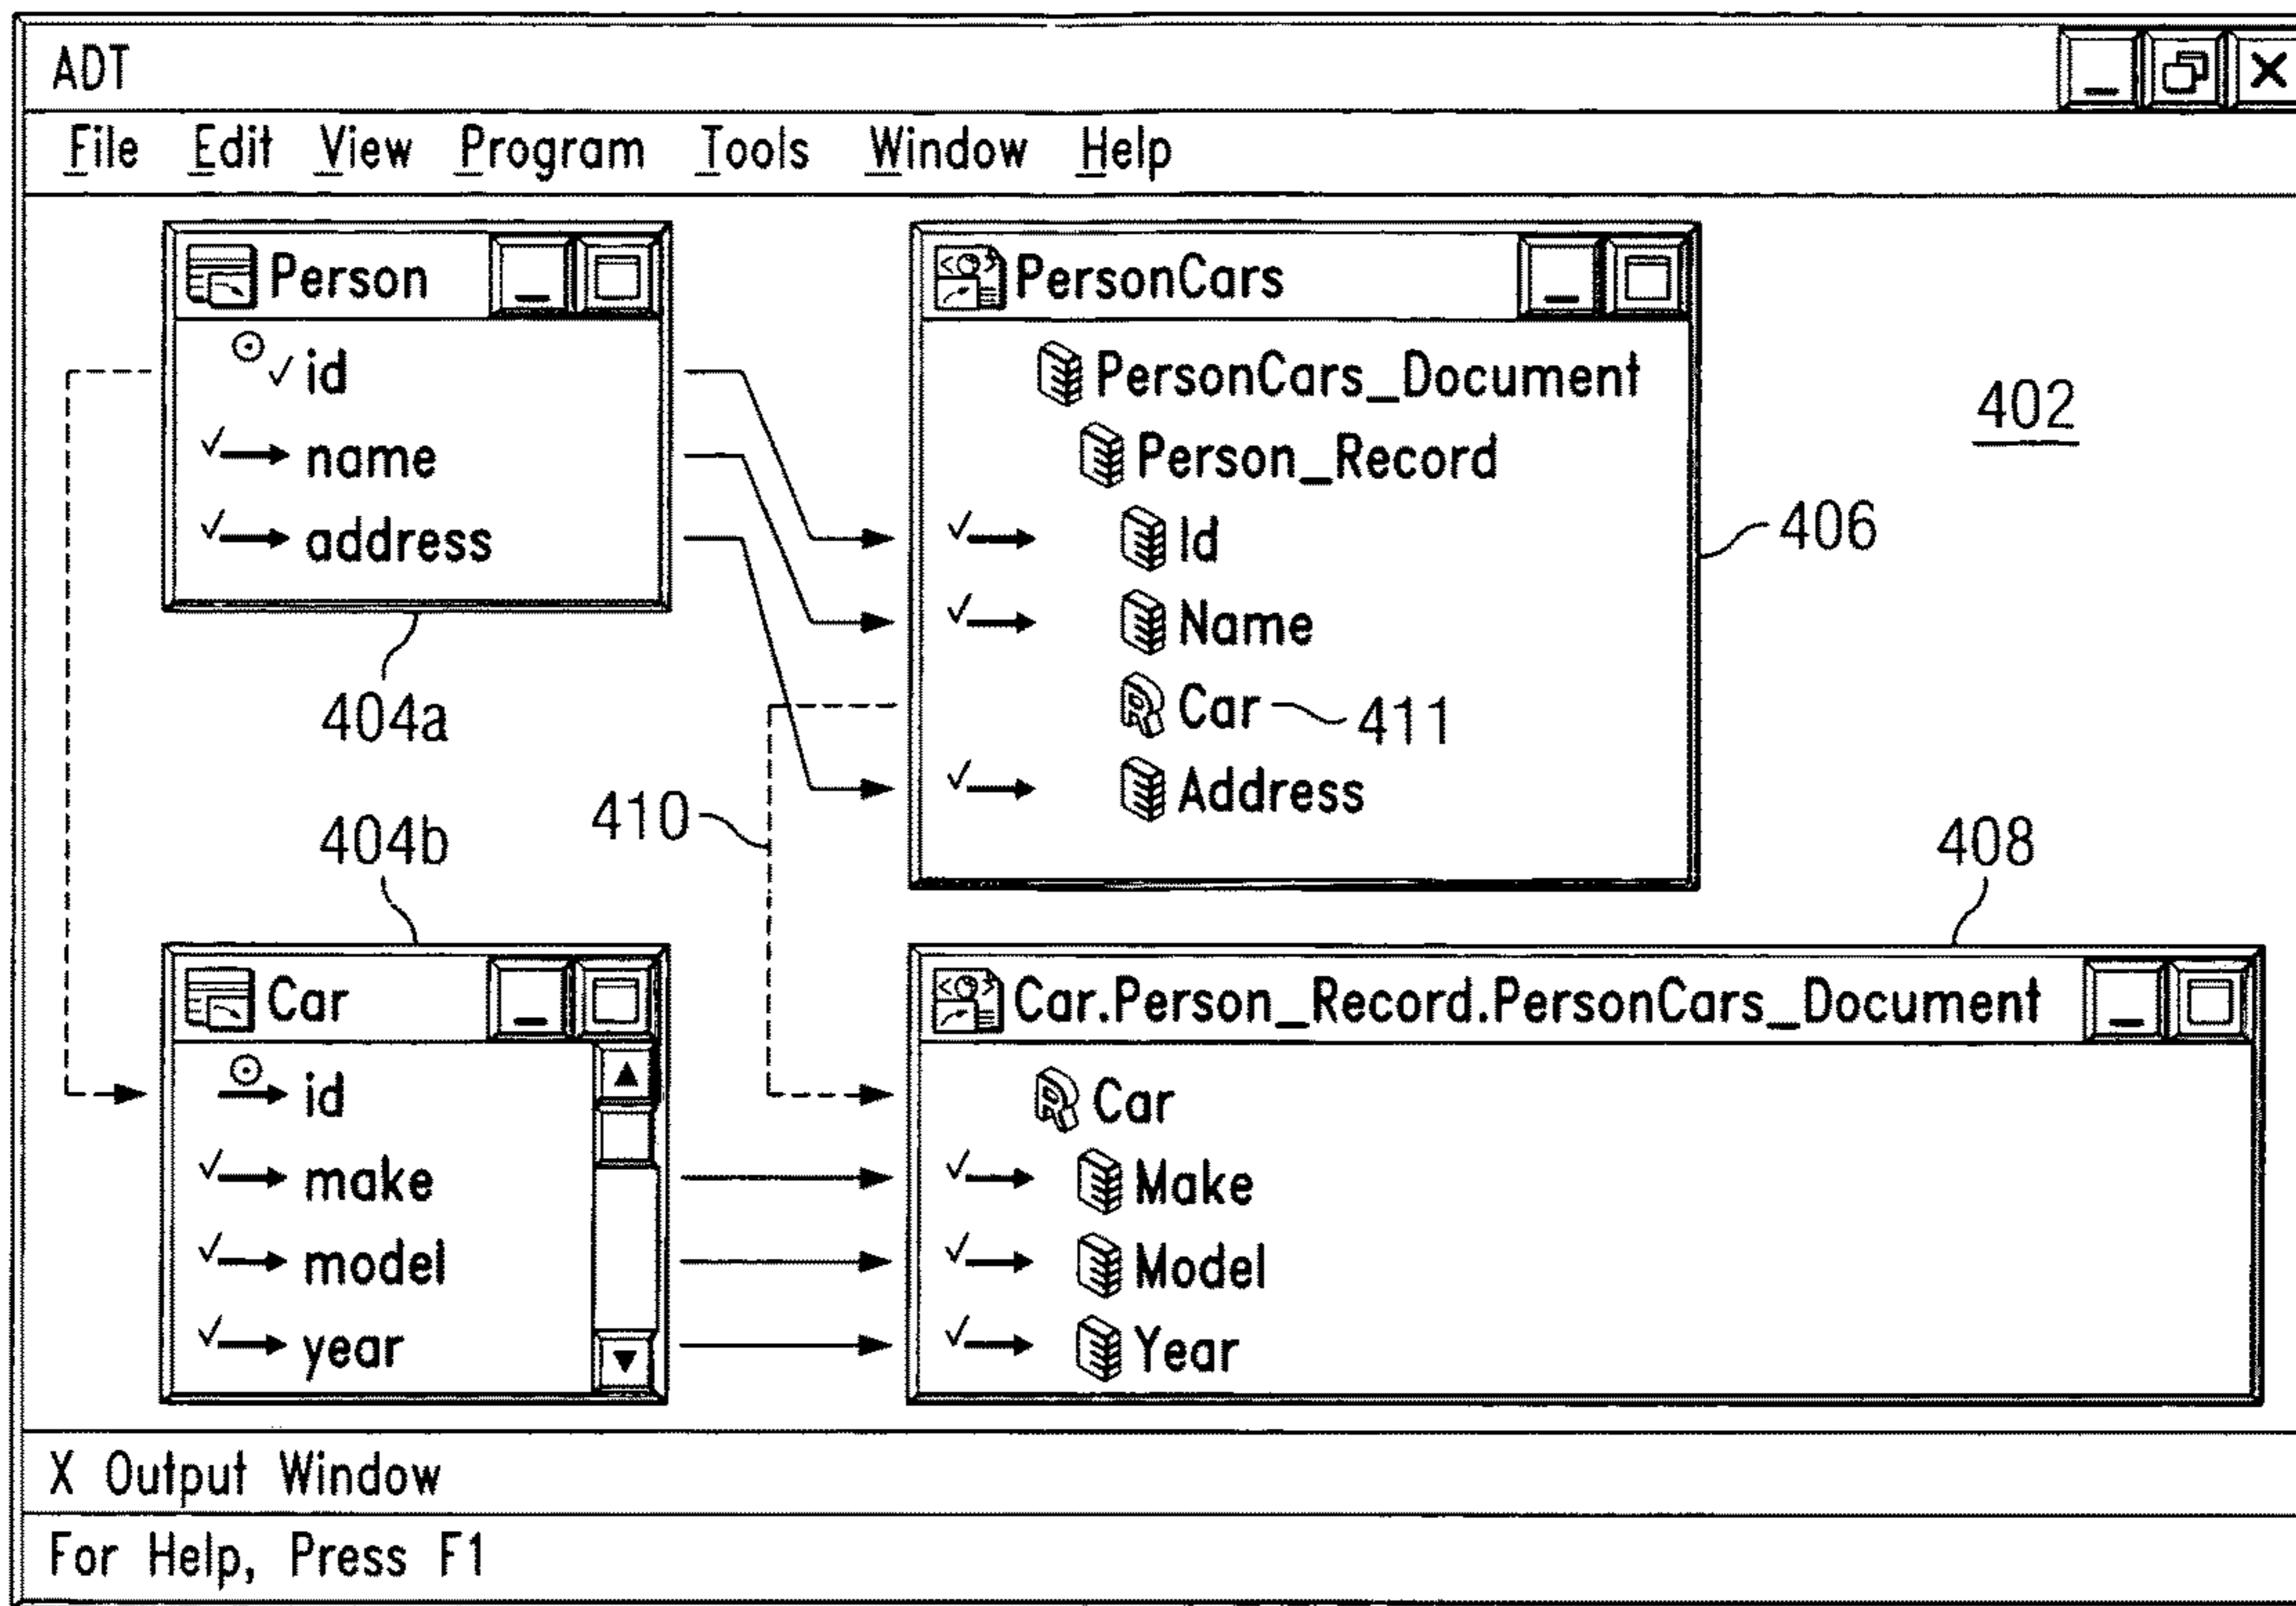 ADT
File Edit View Program Tools Window Help
Person
id
name
address
404a
PersonCars
PersonCars_Document
Person_Record
Id
Name
Car
411
Address
402
406
410
404b
Car
id
make
model
year
408
Car.Person_Record.PersonCars_Document
Car
Make
Model
Year
X Output Window
For Help, Press F1